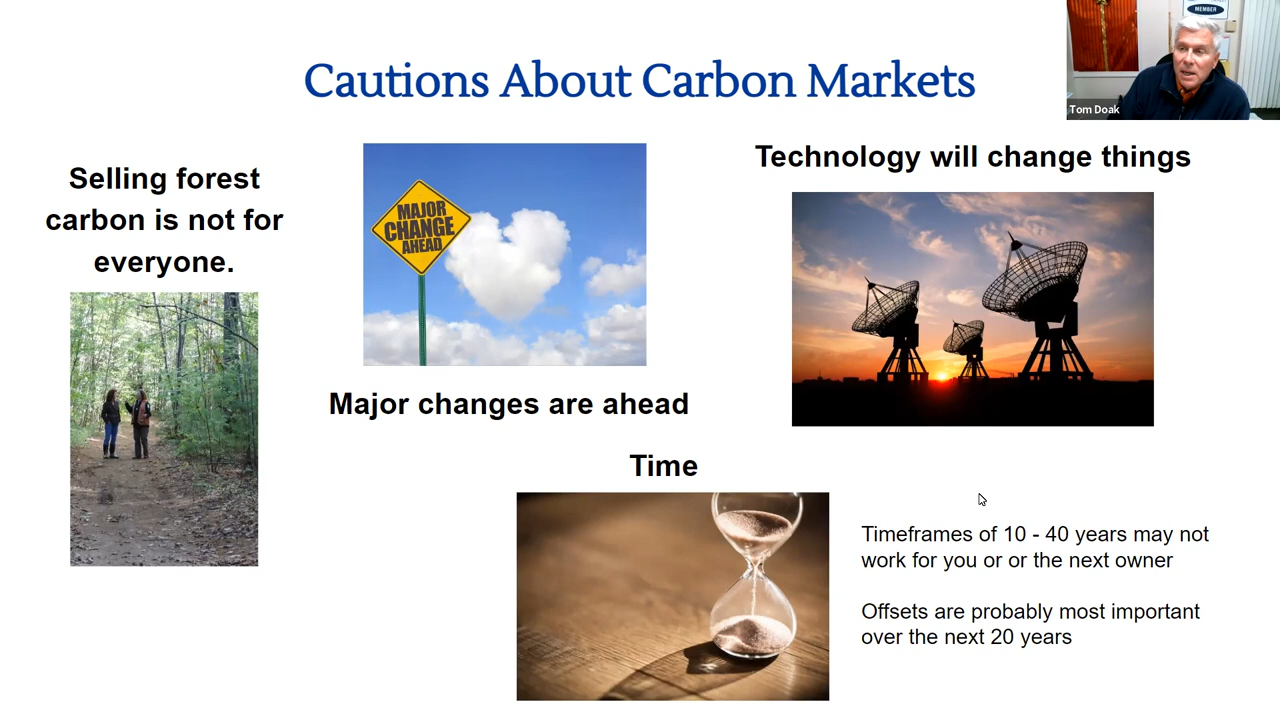 Cautions About Carbon Markets
MEMBER
Tom Doak
Selling forest
carbon is not for
everyone.
MAJOR
CHANGE
AHEAD
Major changes are ahead
Technology will change things
Time
Timeframes of 10 - 40 years may not
work for you or or the next owner
Offsets are probably most important
over the next 20 years